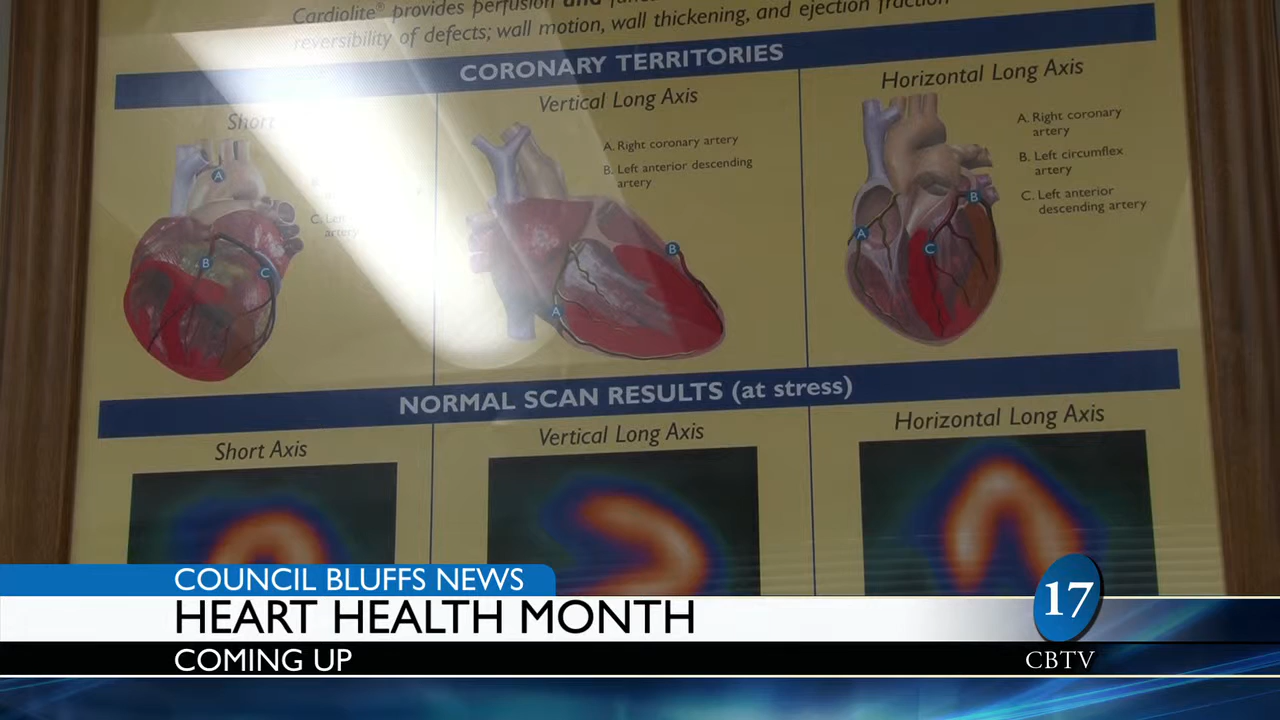 Cardiolite® provides perfusion and
reversibility of defects; wall motion, wall thickening, and ejection fraction
CORONARY TERRITORIES
Short
Vertical Long Axis
Horizontal Long Axis
A. Right coronary
artery
B. Left anterior descending
artery
A. Right coronary
artery
B. Left circumflex
artery
C. Left anterior
descending artery
C. Left
artery
A
B
C
A
B
A
B
C
NORMAL SCAN RESULTS (at stress)
Short Axis
Vertical Long Axis
Horizontal Long Axis
COUNCIL BLUFFS NEWS
HEART HEALTH MONTH
COMING UP
17
CBTV